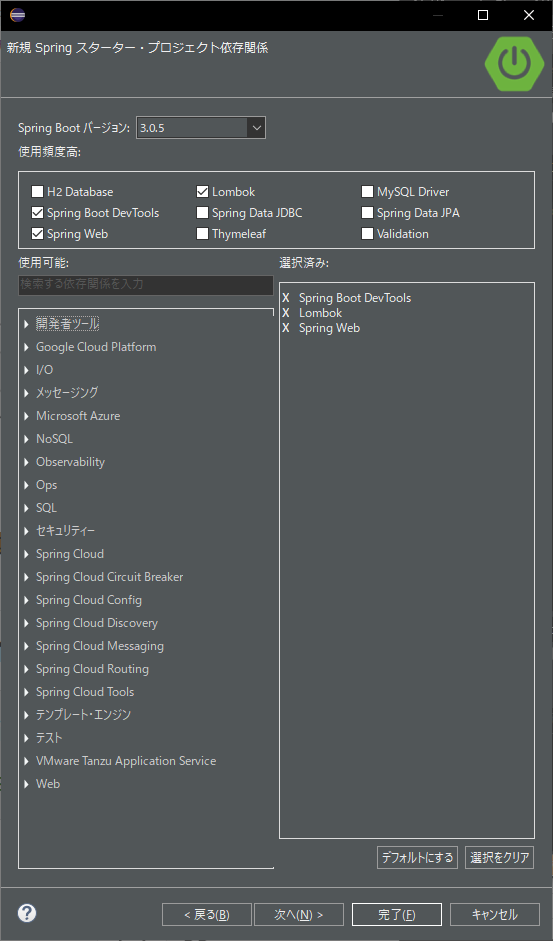 新規 Spring スターター・プロジェクト依存関係
Spring Boot バージョン: 3.0.5
使用頻度高:
H2 Database Lombok MySQL Driver
Spring Boot DevTools Spring Data JDBC Spring Data JPA
Spring Web Thymeleaf Validation
使用可能: 選択済み:
検索する依存関係を入力
X Spring Boot DevTools
X Lombok
X Spring Web
開発者ツール
Google Cloud Platform
I/O
メッセージング
Microsoft Azure
NoSQL
Observability
Ops
SQL
セキュリティー
Spring Cloud
Spring Cloud Circuit Breaker
Spring Cloud Config
Spring Cloud Discovery
Spring Cloud Messaging
Spring Cloud Routing
Spring Cloud Tools
テンプレート・エンジン
テスト
VMware Tanzu Application Service
Web
デフォルトにする 選択をクリア
? < 戻る(B) 次へ(N) > 完了(F) キャンセル